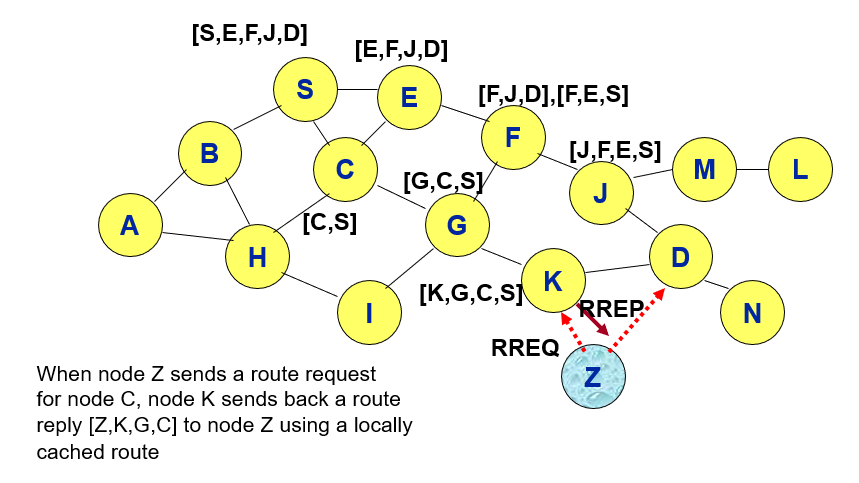 [S,E,F,J,D]
[E,F,J,D]
S
E
[F,J,D],[F,E,S]
F
B
[J,F,E,S]
C
M
L
[G,C,S]
J
A
[C,S]
G
H
D
K
[K,G,C,S]
I
RREP
N
RREQ
Z
When node Z sends a route request
for node C, node K sends back a route
reply [Z,K,G,C] to node Z using a locally
cached route